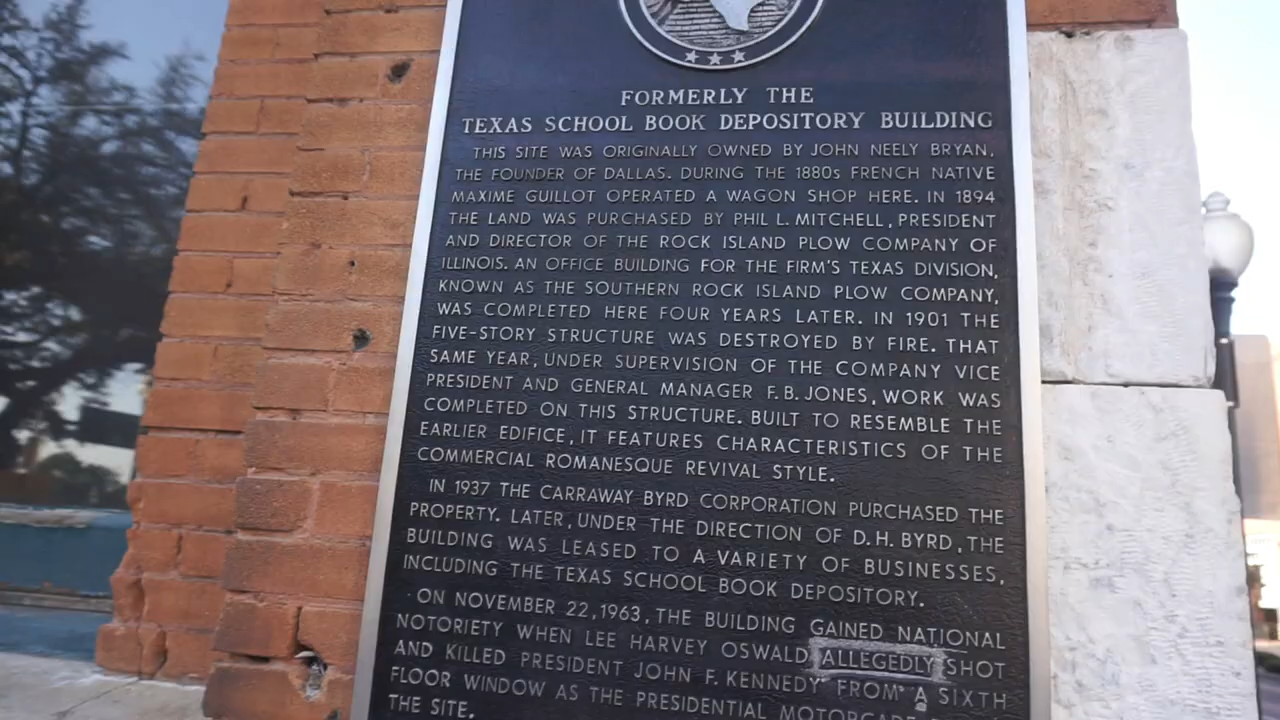 FORMERLY THE
TEXAS SCHOOL BOOK DEPOSITORY BUILDING
THIS SITE WAS ORIGINALLY OWNED BY JOHN NEELY BRYAN,
THE FOUNDER OF DALLAS. DURING THE 1880s FRENCH NATIVE
MAXIME GUILLOT OPERATED A WAGON SHOP HERE. IN 1894
THE LAND WAS PURCHASED BY PHIL L. MITCHELL, PRESIDENT
AND DIRECTOR OF THE ROCK ISLAND PLOW COMPANY OF
ILLINOIS. AN OFFICE BUILDING FOR THE FIRM'S TEXAS DIVISION,
KNOWN AS THE SOUTHERN ROCK ISLAND PLOW COMPANY,
WAS COMPLETED HERE FOUR YEARS LATER. IN 1901 THE
FIVE-STORY STRUCTURE WAS DESTROYED BY FIRE. THAT
SAME YEAR, UNDER SUPERVISION OF THE COMPANY VICE
PRESIDENT AND GENERAL MANAGER F. B. JONES, WORK WAS
COMPLETED ON THIS STRUCTURE. BUILT TO RESEMBLE THE
EARLIER EDIFICE, IT FEATURES CHARACTERISTICS OF THE
COMMERCIAL ROMANESQUE REVIVAL STYLE.
IN 1937 THE CARRAWAY BYRD CORPORATION PURCHASED THE
PROPERTY. LATER, UNDER THE DIRECTION OF D. H. BYRD, THE
BUILDING WAS LEASED TO A VARIETY OF BUSINESSES,
INCLUDING THE TEXAS SCHOOL BOOK DEPOSITORY.
ON NOVEMBER 22, 1963, THE BUILDING GAINED NATIONAL
NOTORIETY WHEN LEE HARVEY OSWALD ALLEGEDLY SHOT
AND KILLED PRESIDENT JOHN F. KENNEDY FROM A SIXTH
FLOOR WINDOW AS THE PRESIDENTIAL MOTORCADE
THE SITE.